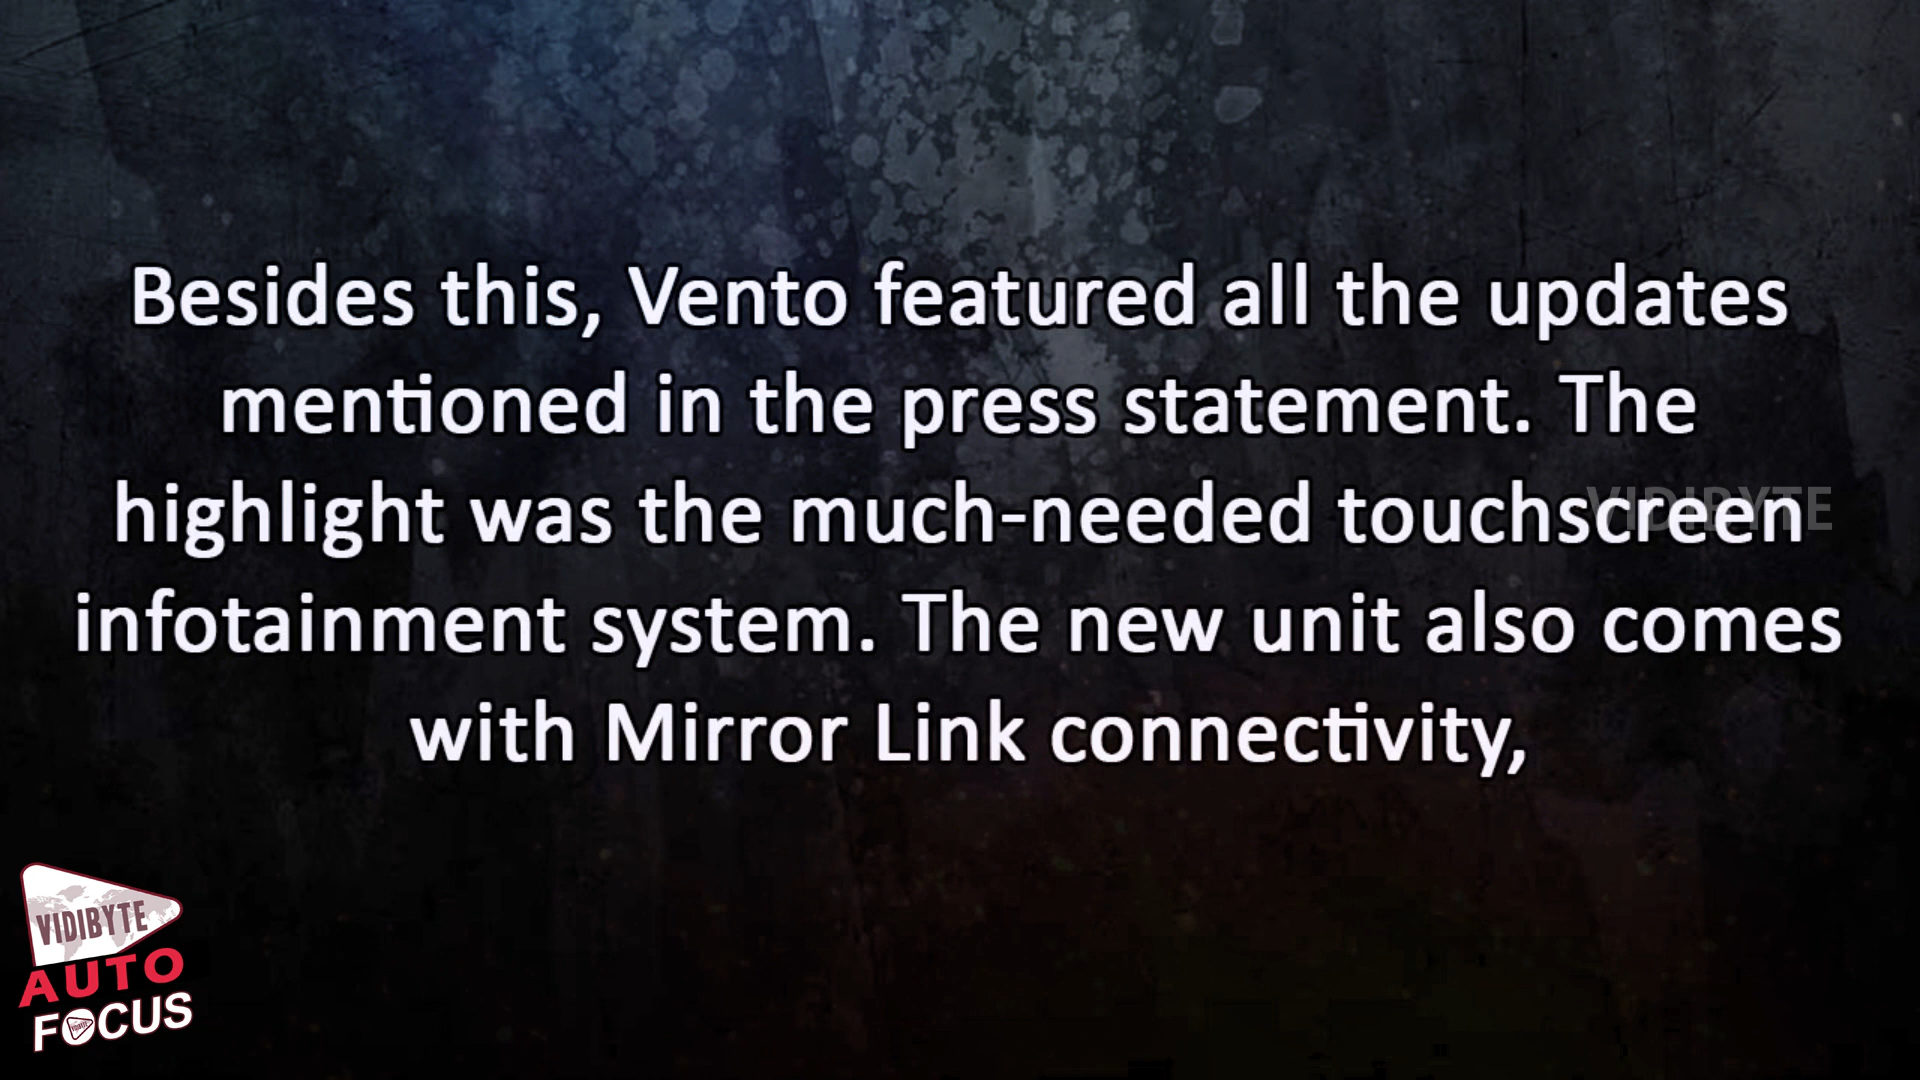 Besides this, Vento featured all the updates
mentioned in the press statement. The
highlight was the much-needed touchscreen
infotainment system. The new unit also comes
with Mirror Link connectivity,
VIDIBYTE
VIDIBYTE
AUTO
FOCUS